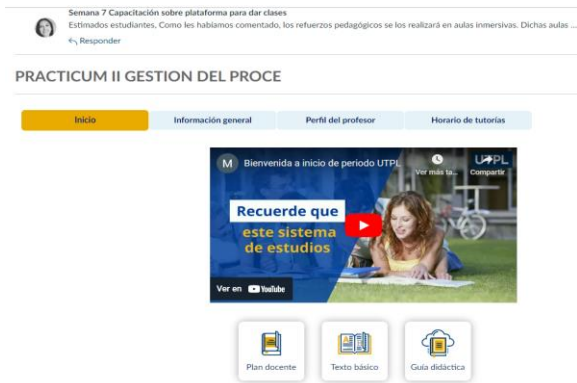 Semana 7 Capacitación sobre plataforma para dar clases
Estimados estudiantes, Como les habíamos comentado, los refuerzos pedagógicos se los realizará en aulas inmersivas. Dichas aulas ...
Responder
PRACTICUM II GESTION DEL PROCE
Inicio
Información general
Perfil del profesor
Horario de tutorías
M
Bienvenida a inicio de periodo UTPL
Ver más ta...
UTPL
Compartir
Recuerde que
este sistema
de estudios
Ver en YouTube
Plan docente
Texto básico
Guía didáctica